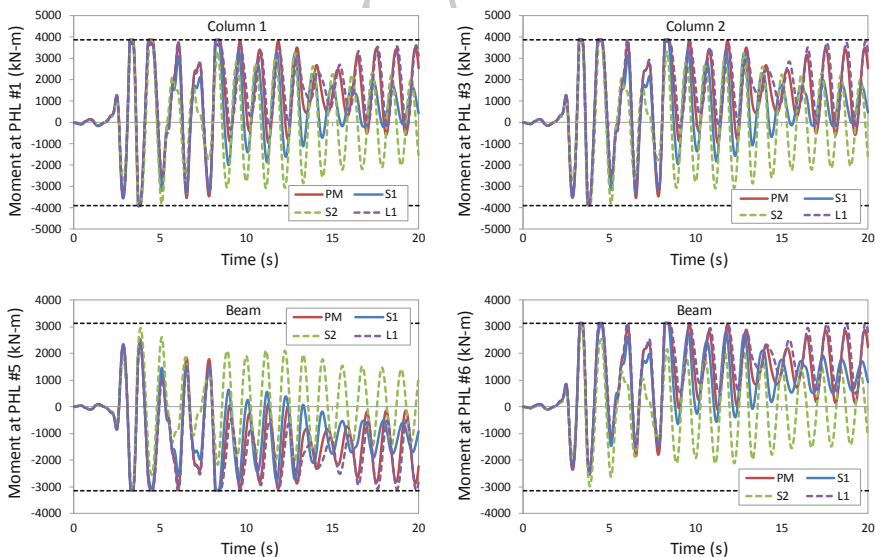 Column 1
Moment at PHL #1 (kN-m)
5000
4000
3000
2000
1000
0
-1000
-2000
-3000
-4000
-5000
PM S1
S2 L1
0 5 10 15 20
Time (s)
Column 2
Moment at PHL #3 (kN-m)
5000
4000
3000
2000
1000
0
-1000
-2000
-3000
-4000
-5000
PM S1
S2 L1
0 5 10 15 20
Time (s)
Beam
Moment at PHL #5 (kN-m)
4000
3000
2000
1000
0
-1000
-2000
-3000
-4000
PM S1
S2 L1
0 5 10 15 20
Time (s)
Beam
Moment at PHL #6 (kN-m)
4000
3000
2000
1000
0
-1000
-2000
-3000
-4000
PM S1
S2 L1
0 5 10 15 20
Time (s)